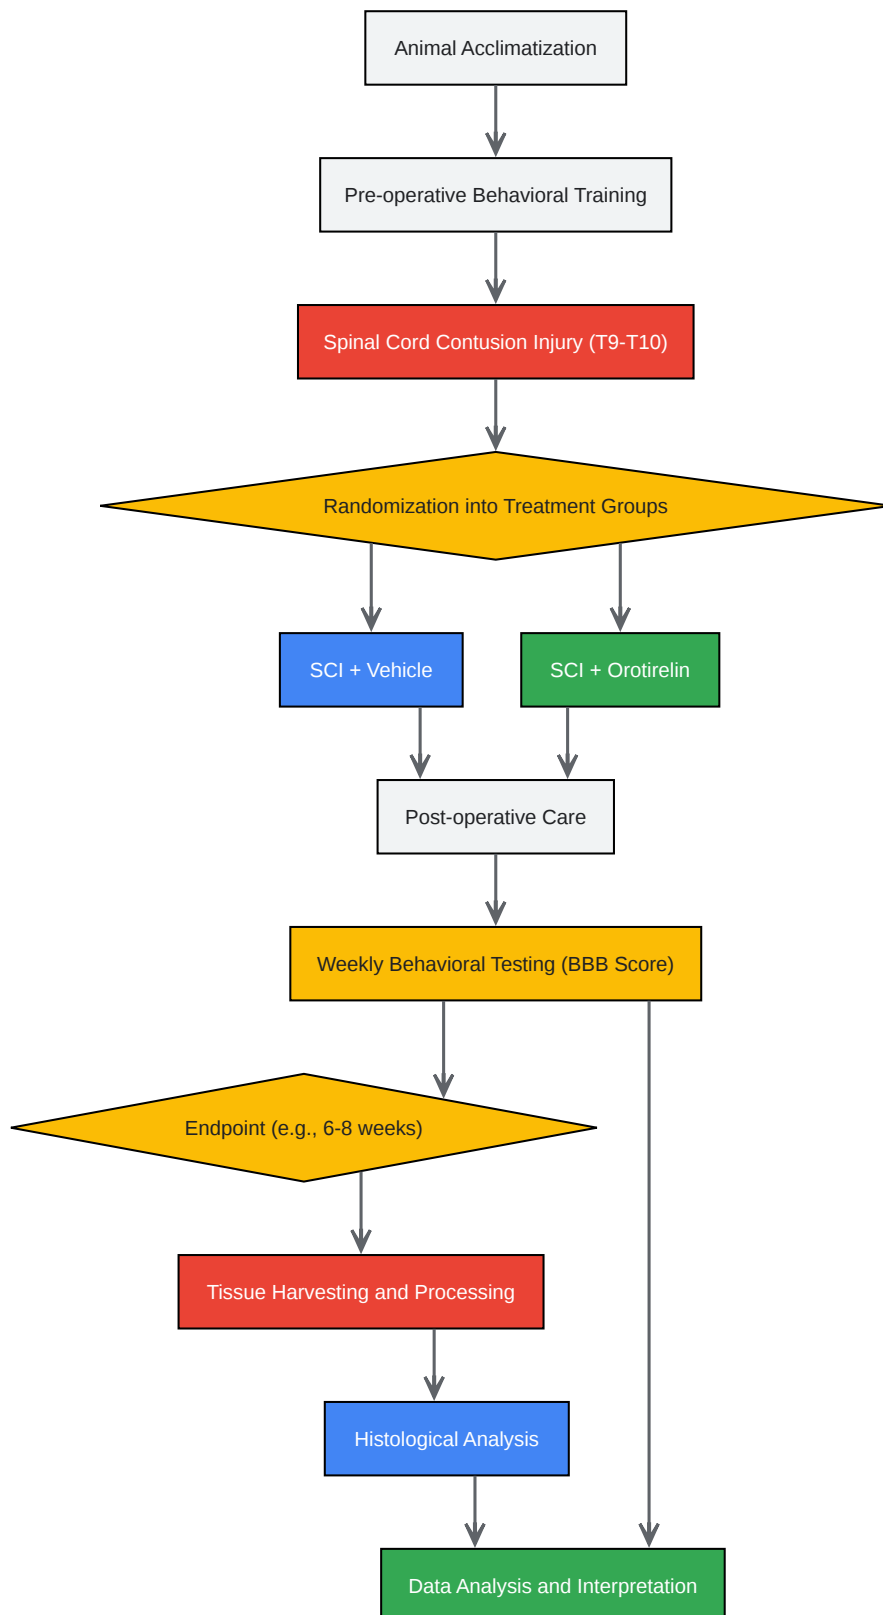 Animal Acclimatization
Pre-operative Behavioral Training
Spinal Cord Contusion Injury (T9-T10)
Randomization into Treatment Groups
SCI + Vehicle
SCI + Orotirelin
Post-operative Care
Weekly Behavioral Testing (BBB Score)
Endpoint (e.g., 6-8 weeks)
Tissue Harvesting and Processing
Histological Analysis
Data Analysis and Interpretation